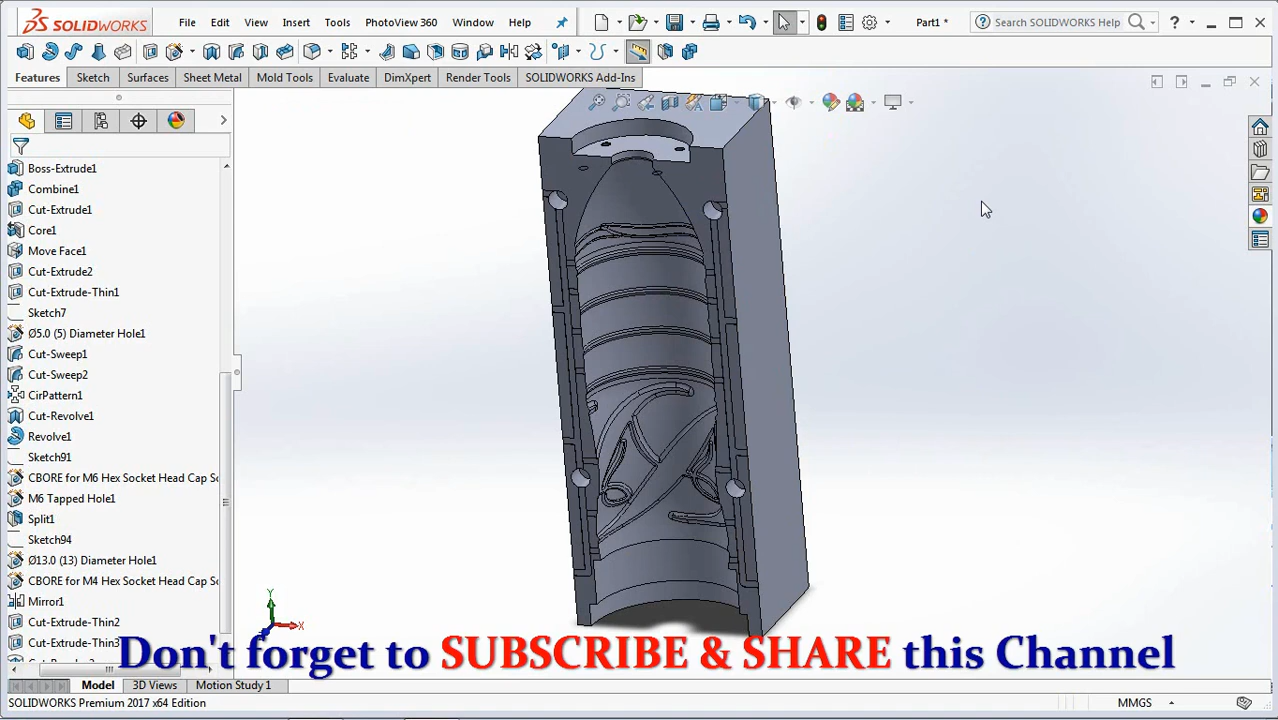 SOLIDWORKS File Edit View Insert Tools PhotoView 360 Window Help Part1 * Search SOLIDWORKS Help ?
Features Sketch Surfaces Sheet Metal Mold Tools Evaluate DimXpert Render Tools SOLIDWORKS Add-Ins
Boss-Extrude1
Combine1
Cut-Extrude1
Core1
Move Face1
Cut-Extrude2
Cut-Extrude-Thin1
Sketch7
Ø5.0 (5) Diameter Hole1
Cut-Sweep1
Cut-Sweep2
CirPattern1
Cut-Revolve1
Revolve1
Sketch91
CBORE for M6 Hex Socket Head Cap Sc
M6 Tapped Hole1
Split1
Sketch94
Ø13.0 (13) Diameter Hole1
CBORE for M4 Hex Socket Head Cap Sc
Mirror1
Cut-Extrude-Thin2
Cut-Extrude-Thin3
Y
X
Don't forget to SUBSCRIBE & SHARE this Channel
Model 3D Views Motion Study 1
SOLIDWORKS Premium 2017 x64 Edition MMGS